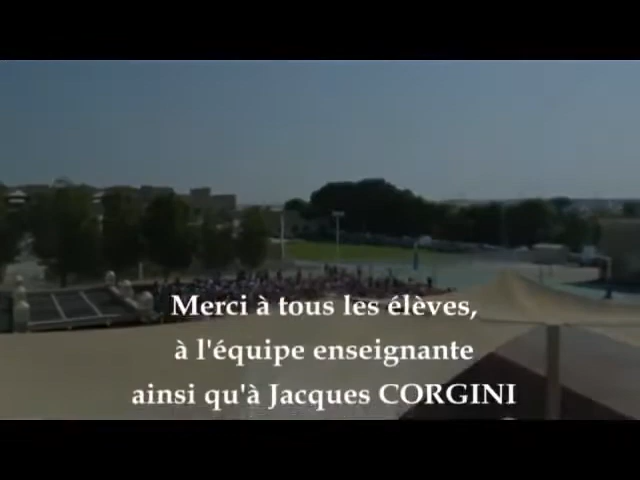 Merci à tous les élèves,
à l'équipe enseignante
ainsi qu'à Jacques CORGINI